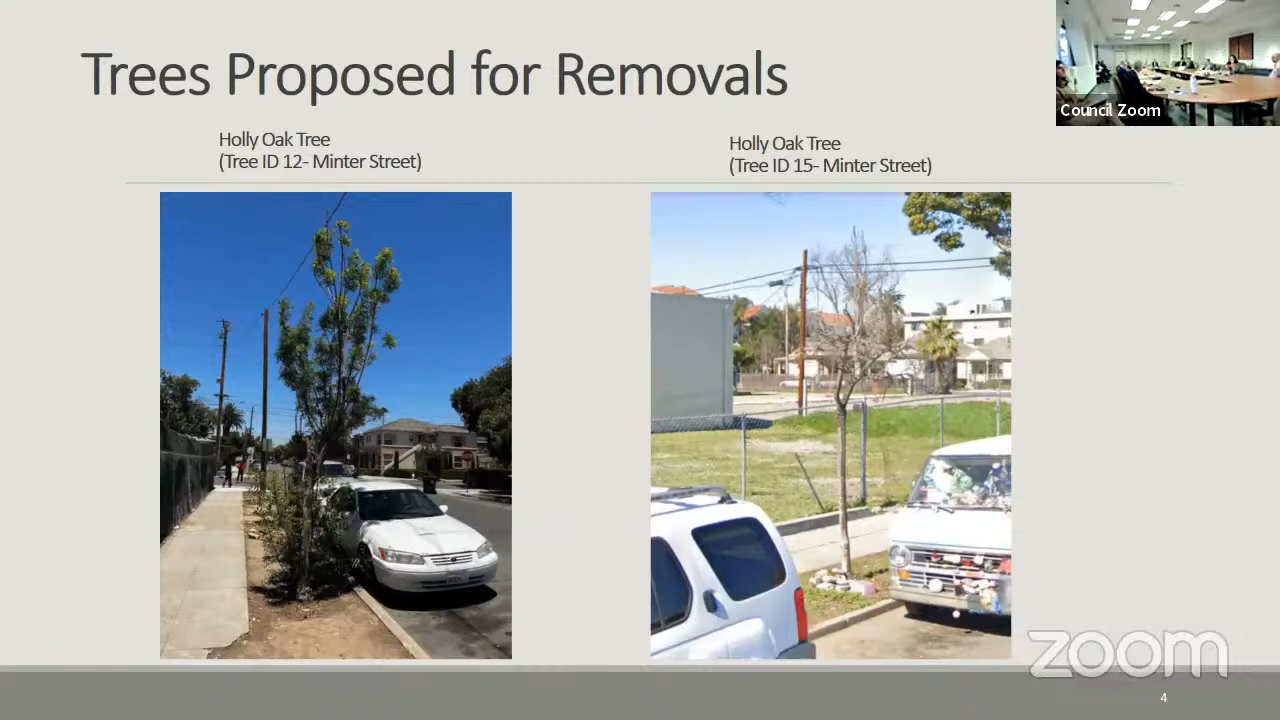 Trees Proposed for Removals
Council Zoom
Holly Oak Tree
(Tree ID 12- Minter Street)
Holly Oak Tree
(Tree ID 15- Minter Street)
zoom
4